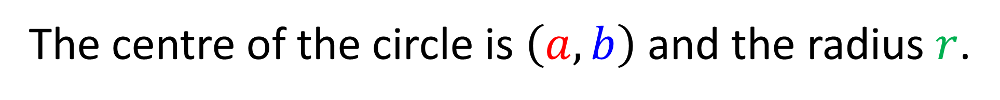 The centre of the circle is (a, b) and the radius r.